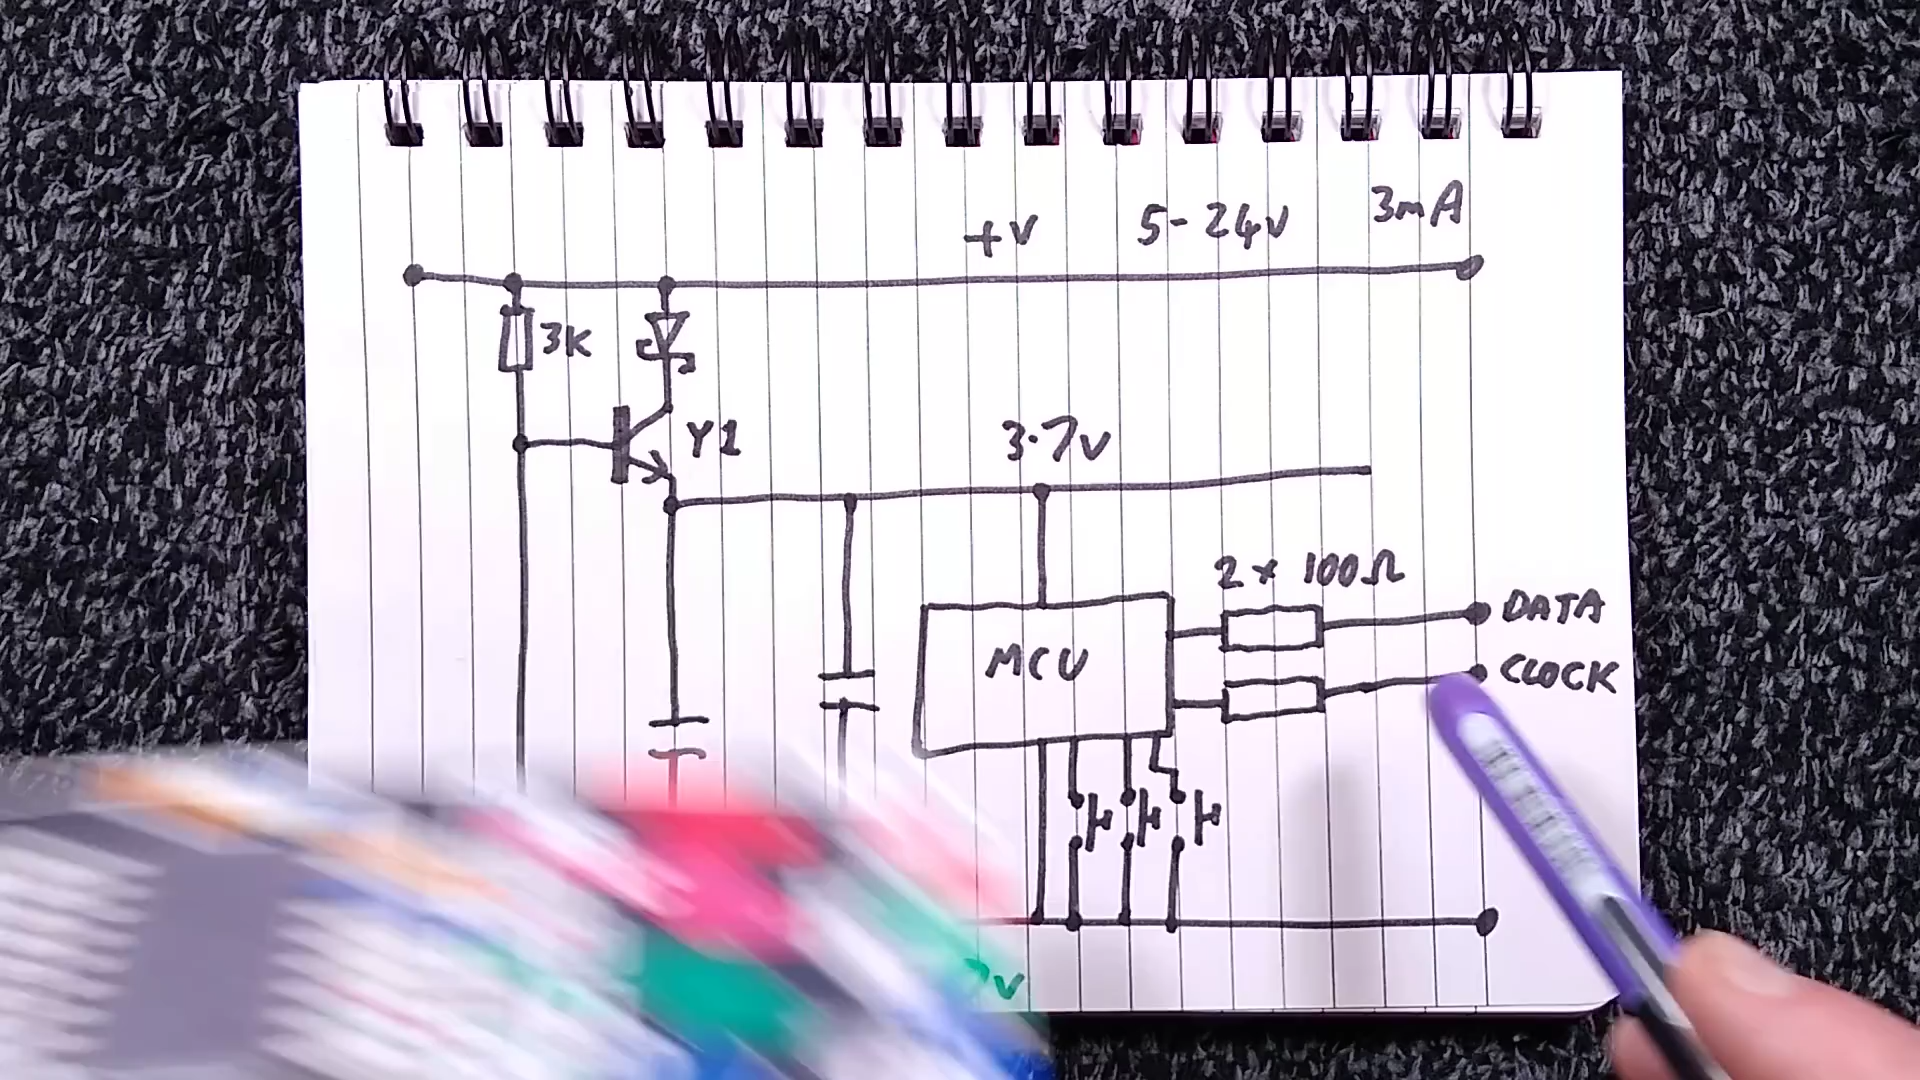 +V 5-24V 3mA
3K
Y1
3.7V
2 x 100Ω
DATA
MCU
CLOCK